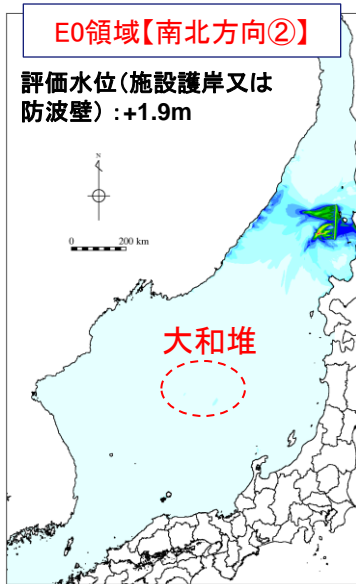 E0領域【南北方向②】
評価水位(施設護岸又は
防波壁):+1.9m
N
0 200 km
大和堆